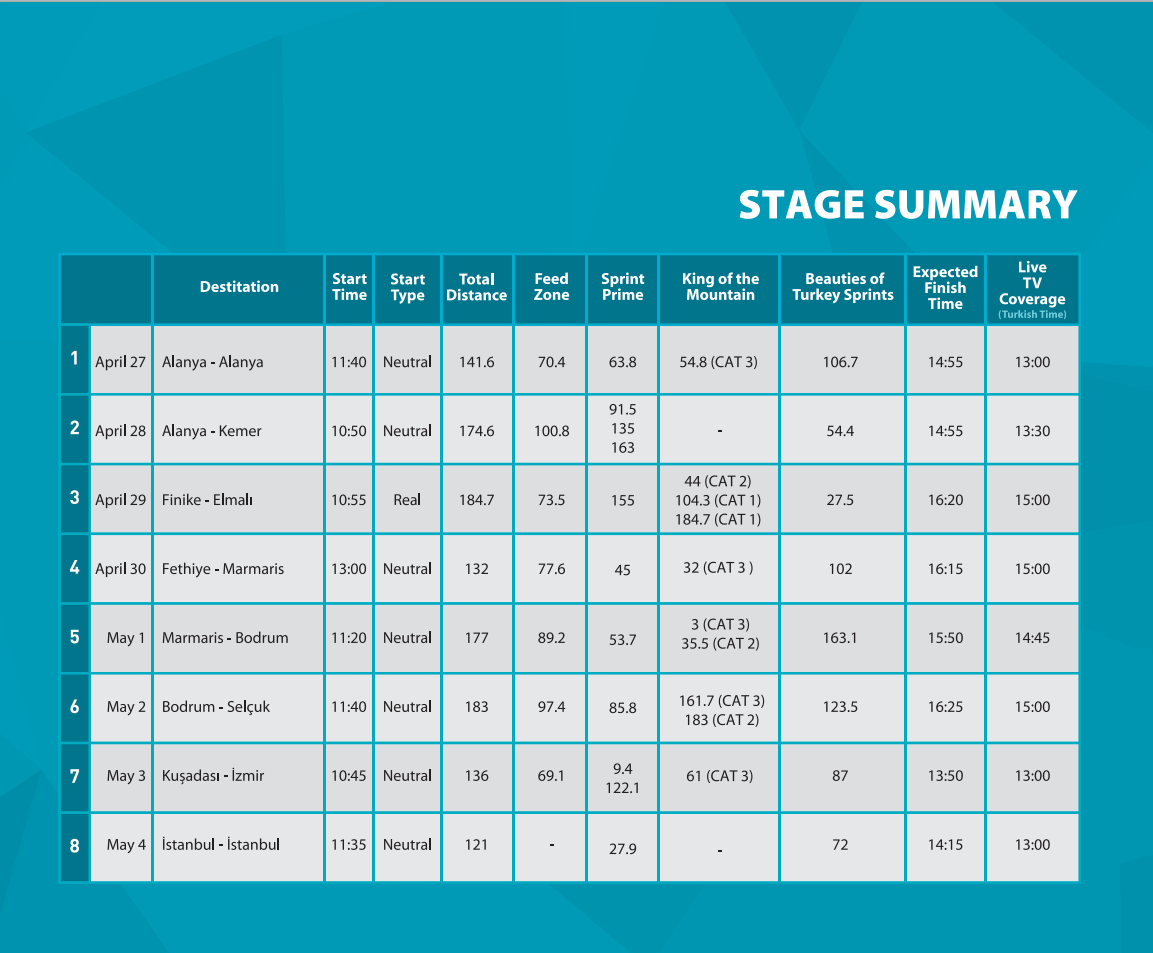 STAGE SUMMARY
Destitation
Start
Time
Start
Type
Total
Distance
Feed
Zone
Sprint
Prime
King of the
Mountain
Beauties of
Turkey Sprints
Expected
Finish
Time
Live
TV
Coverage
(Turkish Time)
1 April 27 Alanya - Alanya 11:40 Neutral 141.6 70.4 63.8 54.8 (CAT 3) 106.7 14:55 13:00
2 April 28 Alanya - Kemer 10:50 Neutral 174.6 100.8
91.5
135
163
- 54.4 14:55 13:30
3 April 29 Finike - Elmalı 10:55 Real 184.7 73.5 155
44 (CAT 2)
104.3 (CAT 1)
184.7 (CAT 1)
27.5 16:20 15:00
4 April 30 Fethiye - Marmaris 13:00 Neutral 132 77.6 45 32 (CAT 3 ) 102 16:15 15:00
5 May 1 Marmaris - Bodrum 11:20 Neutral 177 89.2 53.7
3 (CAT 3)
35.5 (CAT 2)
163.1 15:50 14:45
6 May 2 Bodrum - Selçuk 11:40 Neutral 183 97.4 85.8
161.7 (CAT 3)
183 (CAT 2)
123.5 16:25 15:00
7 May 3 Kuşadası - İzmir 10:45 Neutral 136 69.1
9.4
122.1
61 (CAT 3) 87 13:50 13:00
8 May 4 İstanbul - İstanbul 11:35 Neutral 121 - 27.9 - 72 14:15 13:00